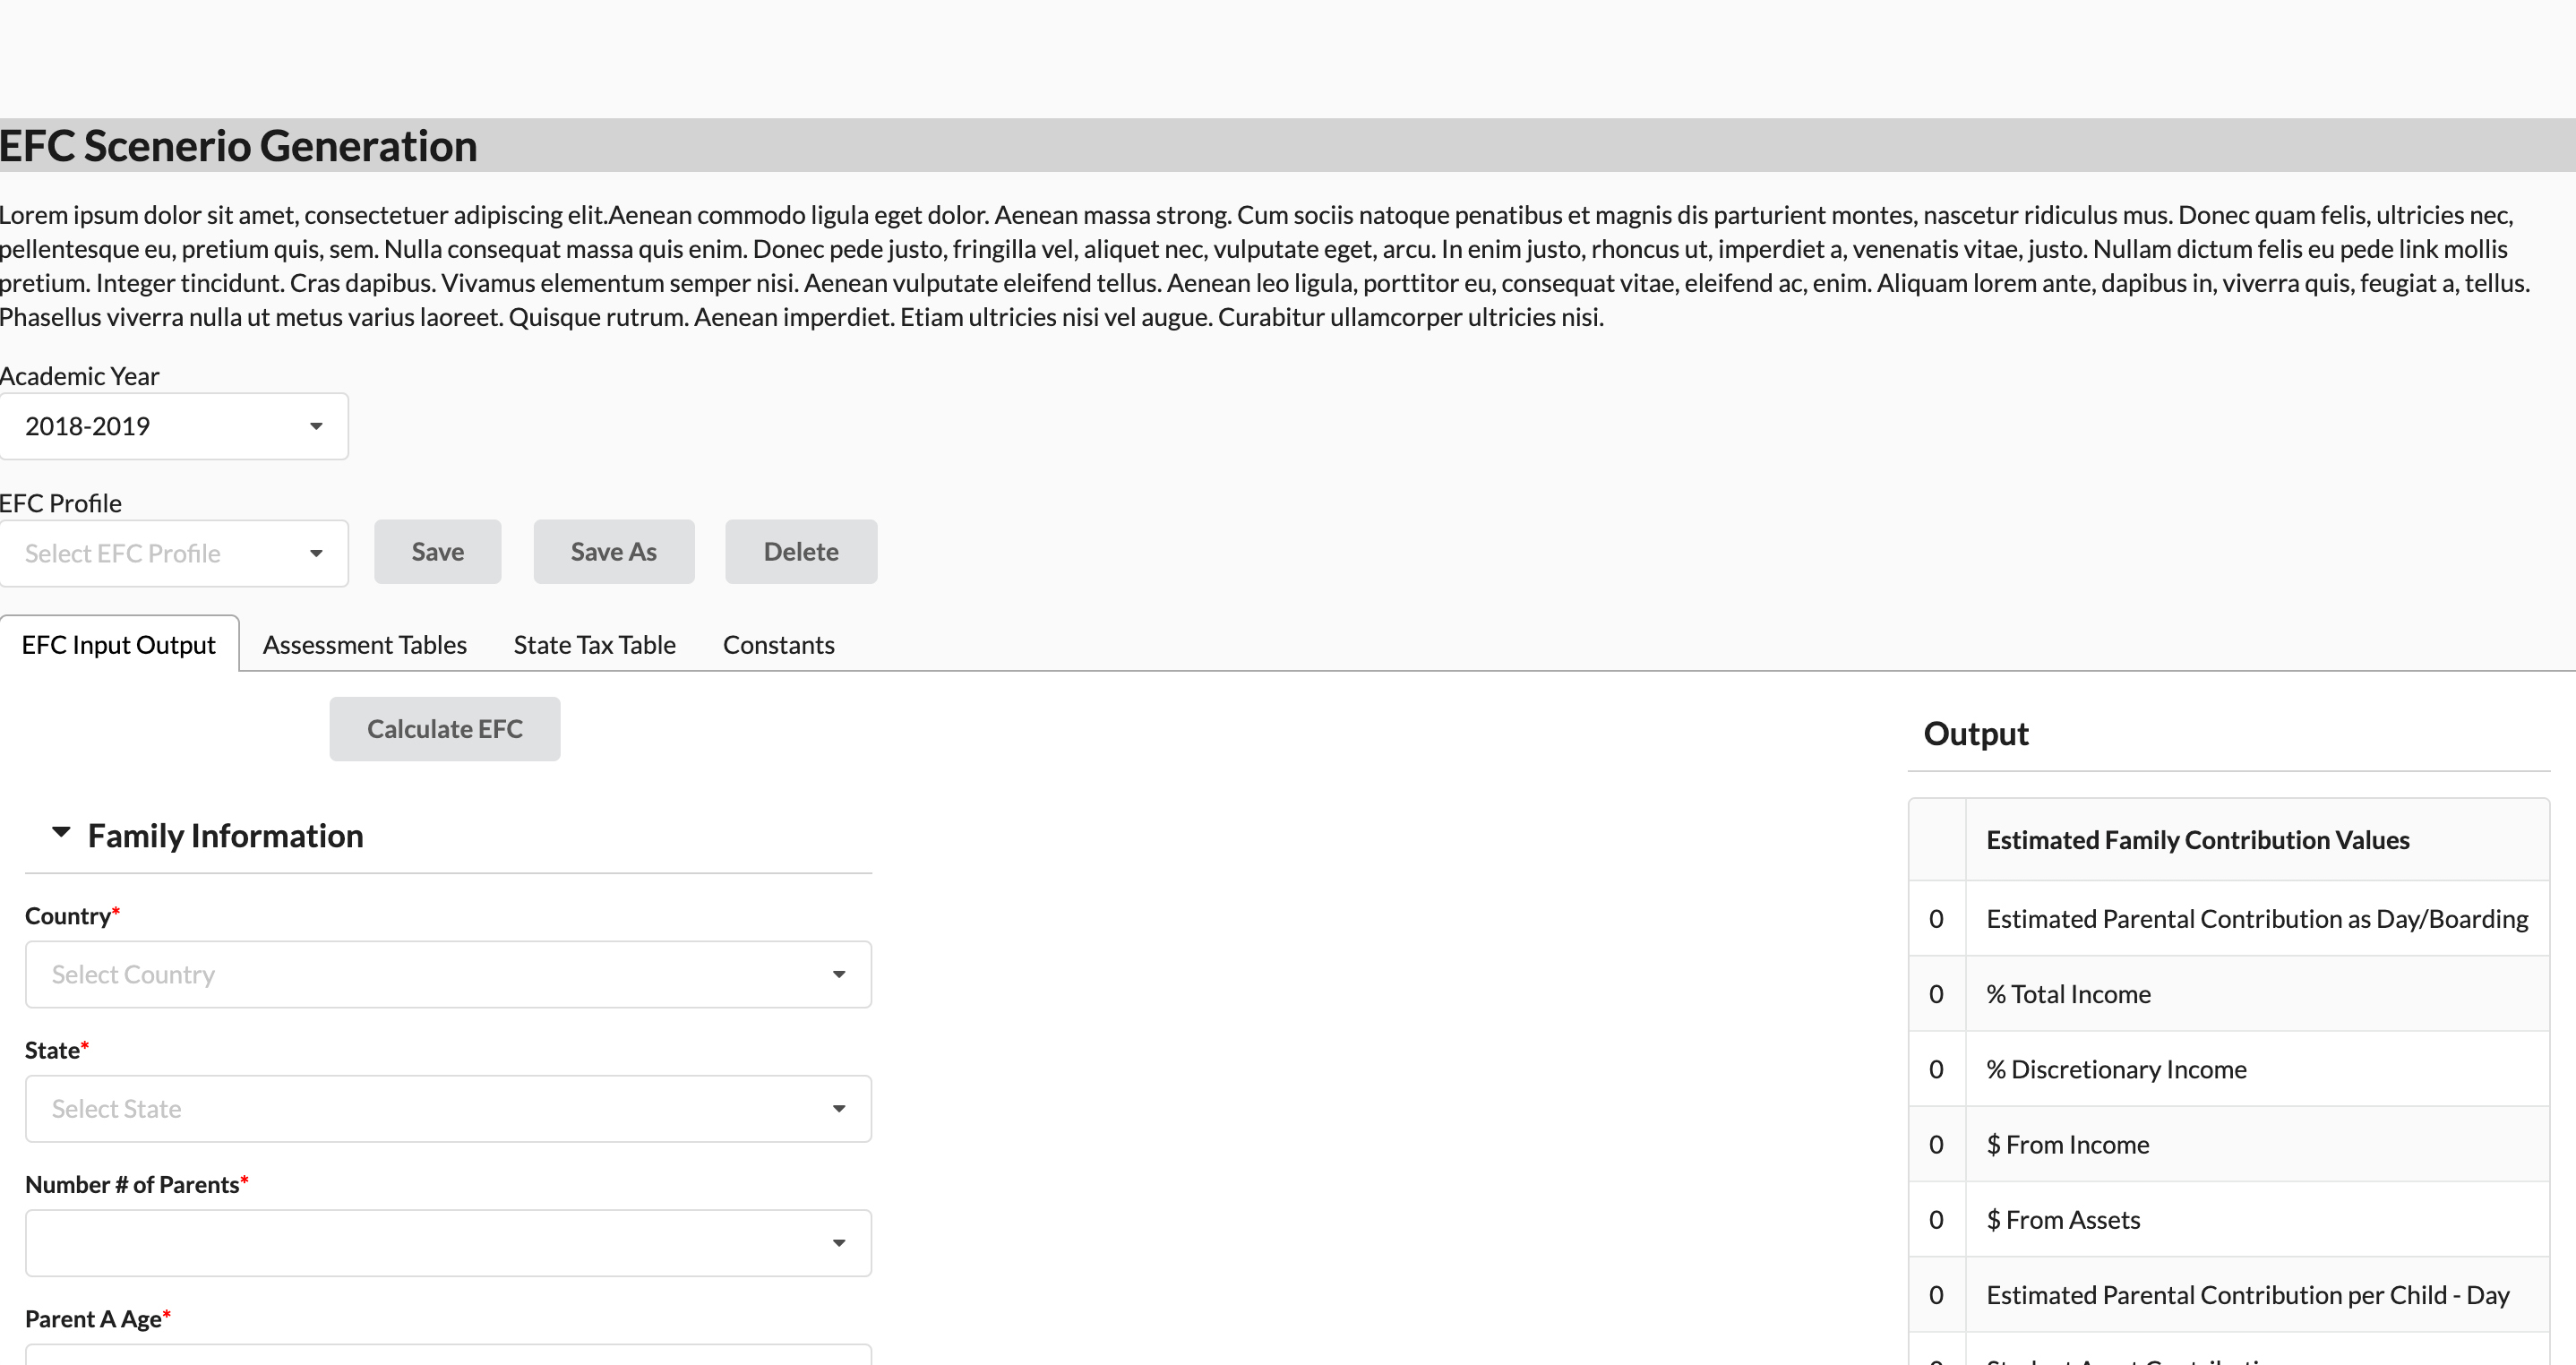 EFC Scenerio Generation
Lorem ipsum dolor sit amet, consectetuer adipiscing elit.Aenean commodo ligula eget dolor. Aenean massa strong. Cum sociis natoque penatibus et magnis dis parturient montes, nascetur ridiculus mus. Donec quam felis, ultricies nec,
pellentesque eu, pretium quis, sem. Nulla consequat massa quis enim. Donec pede justo, fringilla vel, aliquet nec, vulputate eget, arcu. In enim justo, rhoncus ut, imperdiet a, venenatis vitae, justo. Nullam dictum felis eu pede link mollis
pretium. Integer tincidunt. Cras dapibus. Vivamus elementum semper nisi. Aenean vulputate eleifend tellus. Aenean leo ligula, porttitor eu, consequat vitae, eleifend ac, enim. Aliquam lorem ante, dapibus in, viverra quis, feugiat a, tellus.
Phasellus viverra nulla ut metus varius laoreet. Quisque rutrum. Aenean imperdiet. Etiam ultricies nisi vel augue. Curabitur ullamcorper ultricies nisi.
Academic Year
2018-2019
EFC Profile
Select EFC Profile Save Save As Delete
EFC Input Output Assessment Tables State Tax Table Constants
Calculate EFC
Family Information
Country*
Select Country
State*
Select State
Number # of Parents*
Parent A Age*
Output
Estimated Family Contribution Values
0 Estimated Parental Contribution as Day/Boarding
0 % Total Income
0 % Discretionary Income
0 $ From Income
0 $ From Assets
0 Estimated Parental Contribution per Child - Day